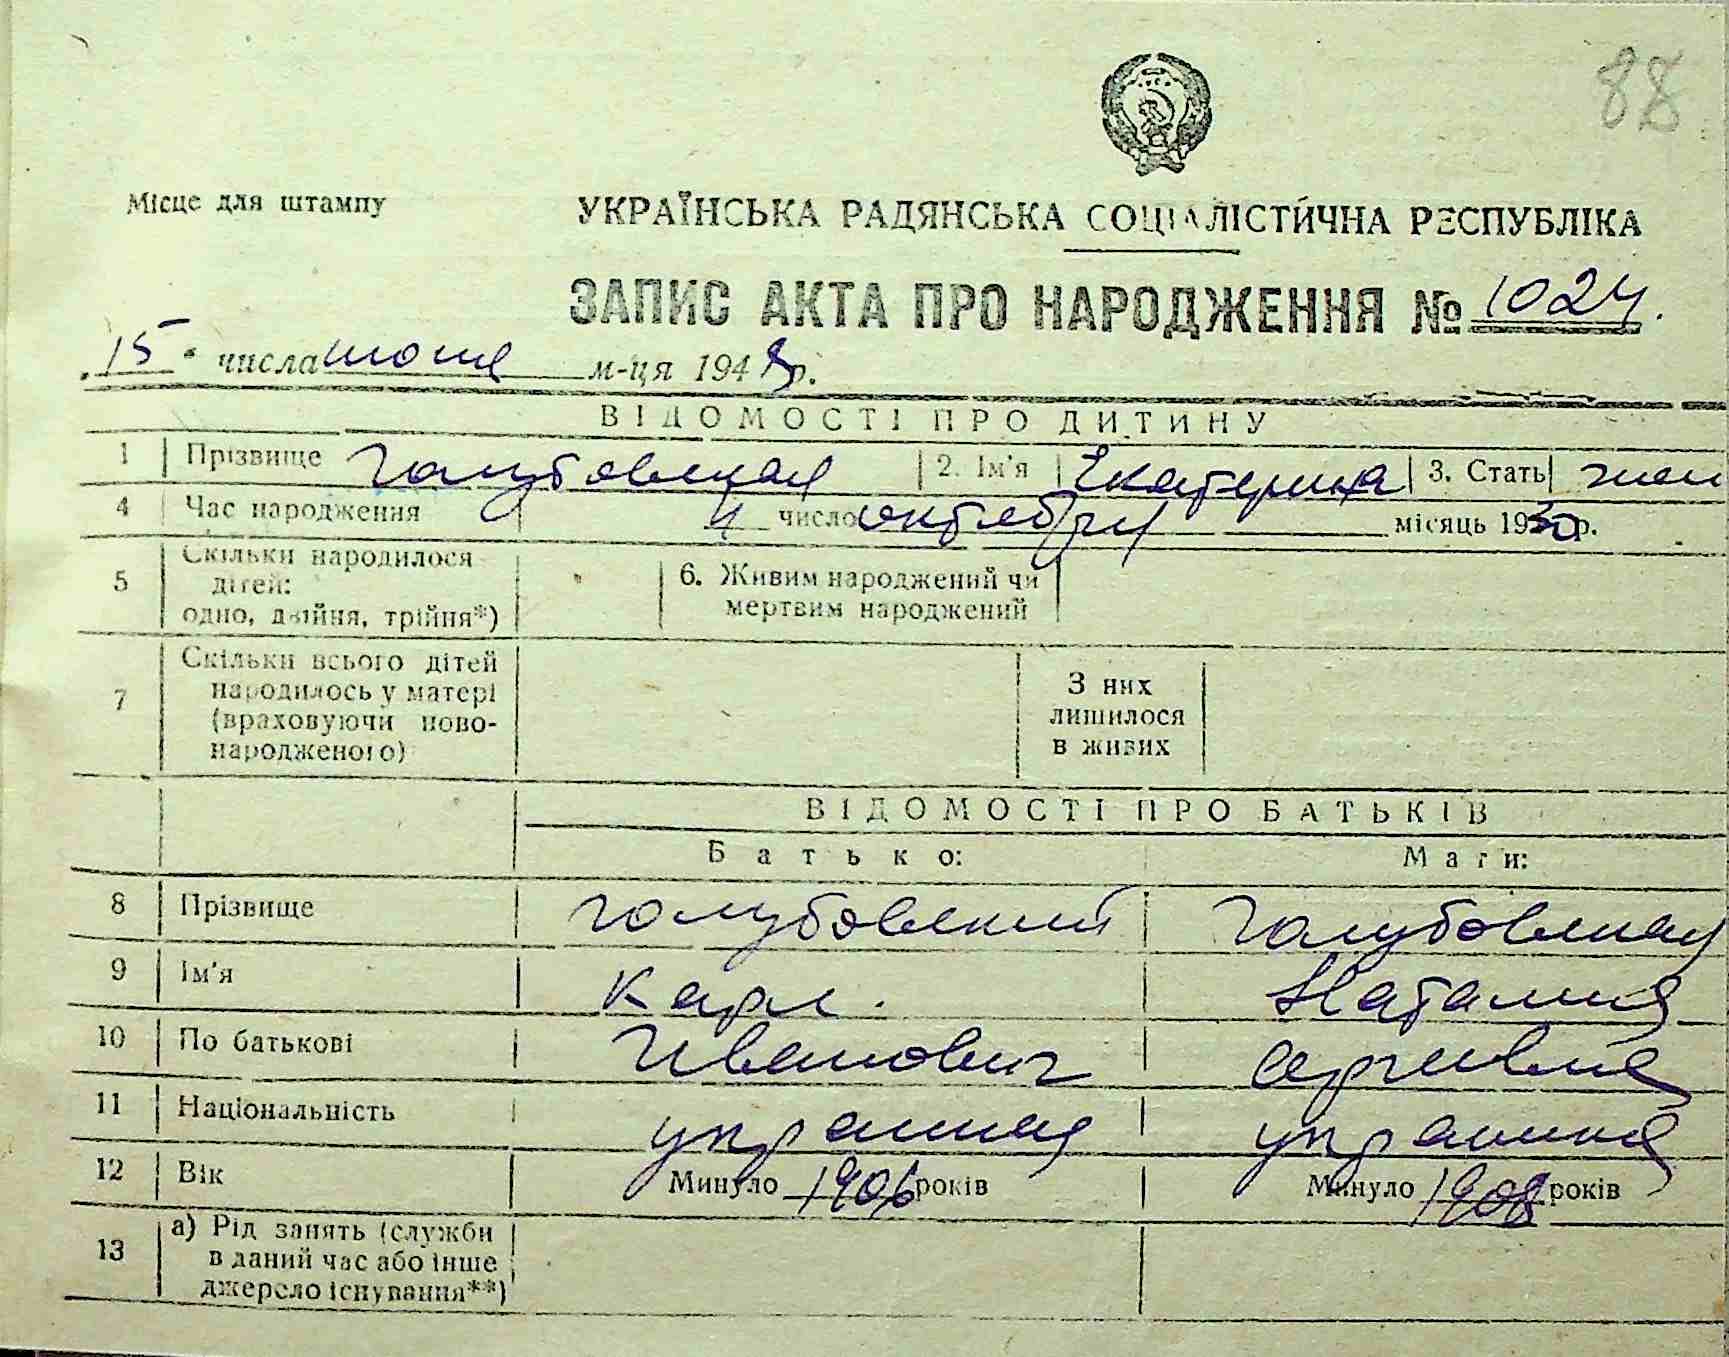 88
Місце для штампу
УКРАЇНСЬКА РАДЯНСЬКА СОЦІАЛІСТИЧНА РЕСПУБЛІКА
ЗАПИС АКТА ПРО НАРОДЖЕННЯ № 1024.
15 числа июня м-ця 1948р.
ВІДОМОСТІ ПРО ДИТИНУ
1 Прізвище Голубовская 2. Ім'я Екатерина 3. Стать жен
4 Час народження 4 число октября місяць 1930р.
5 Скільки народилося дітей: одно, двійня, трійня*) 6. Живим народжений чи мертвим народжений
7 Скільки всього дітей народилось у матері (враховуючи новонародженого) З них лишилося в живих
ВІДОМОСТІ ПРО БАТЬКІВ
Батько: Мати:
8 Прізвище Голубовский Голубовская
9 Ім'я Карл. Наталия
10 По батькові Иванович Сергеевна
11 Національність украинец украинка
12 Вік Минуло 1906 років Минуло 1908 років
13 а) Рід занять (служби в даний час або інше джерело існування**)